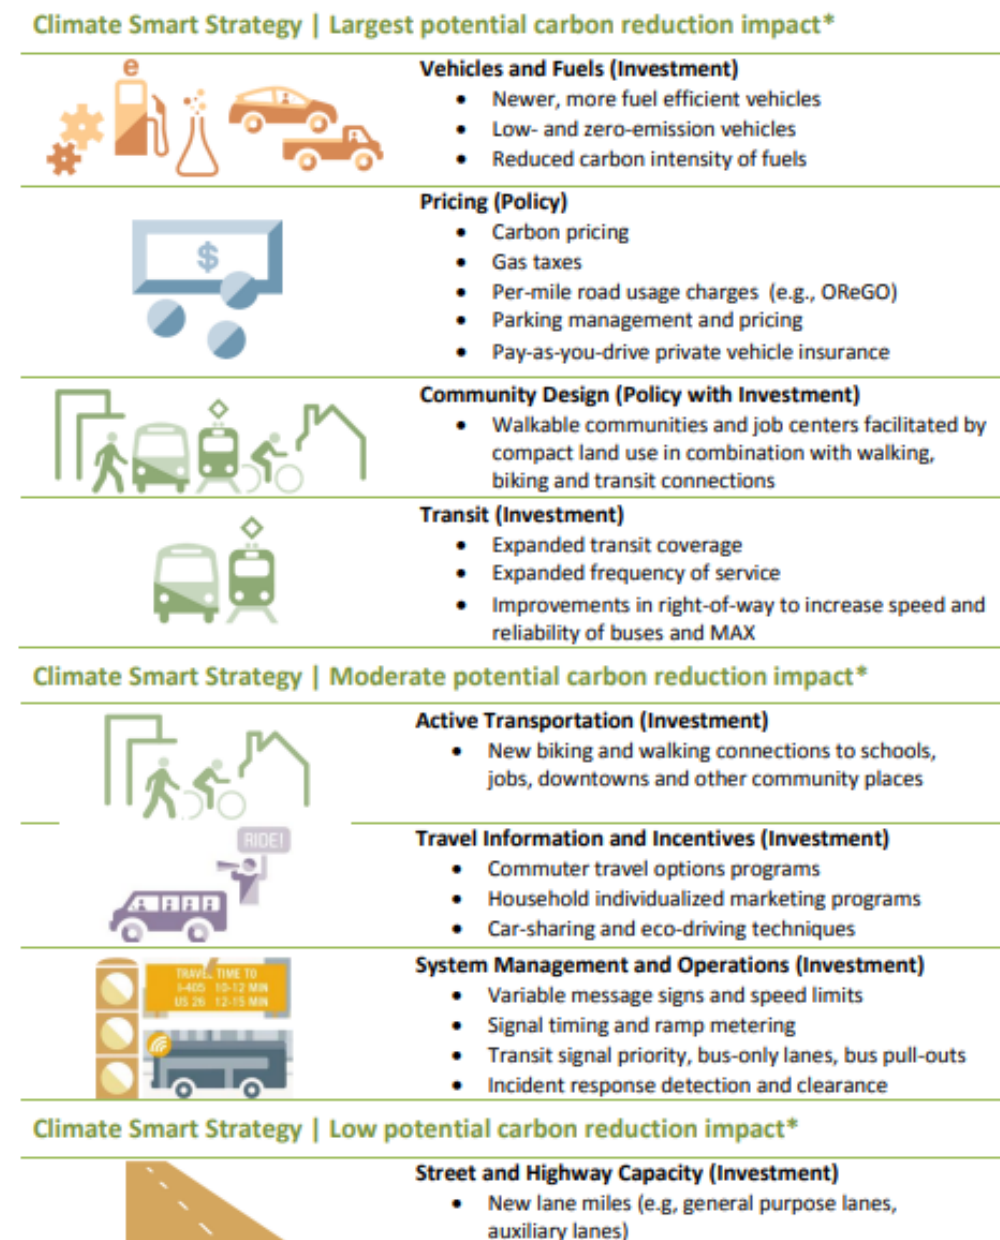 Climate Smart Strategy | Largest potential carbon reduction impact*
e
Vehicles and Fuels (Investment)
• Newer, more fuel efficient vehicles
• Low- and zero-emission vehicles
• Reduced carbon intensity of fuels
$
Pricing (Policy)
• Carbon pricing
• Gas taxes
• Per-mile road usage charges (e.g., OReGO)
• Parking management and pricing
• Pay-as-you-drive private vehicle insurance
Community Design (Policy with Investment)
• Walkable communities and job centers facilitated by
compact land use in combination with walking,
biking and transit connections
Transit (Investment)
• Expanded transit coverage
• Expanded frequency of service
• Improvements in right-of-way to increase speed and
reliability of buses and MAX
Climate Smart Strategy | Moderate potential carbon reduction impact*
Active Transportation (Investment)
• New biking and walking connections to schools,
jobs, downtowns and other community places
RIDE!
Travel Information and Incentives (Investment)
• Commuter travel options programs
• Household individualized marketing programs
• Car-sharing and eco-driving techniques
TRAVEL TIME TO
I-405 10-12 MIN
US 26 12-15 MIN
System Management and Operations (Investment)
• Variable message signs and speed limits
• Signal timing and ramp metering
• Transit signal priority, bus-only lanes, bus pull-outs
• Incident response detection and clearance
Climate Smart Strategy | Low potential carbon reduction impact*
Street and Highway Capacity (Investment)
• New lane miles (e.g, general purpose lanes,
auxiliary lanes)